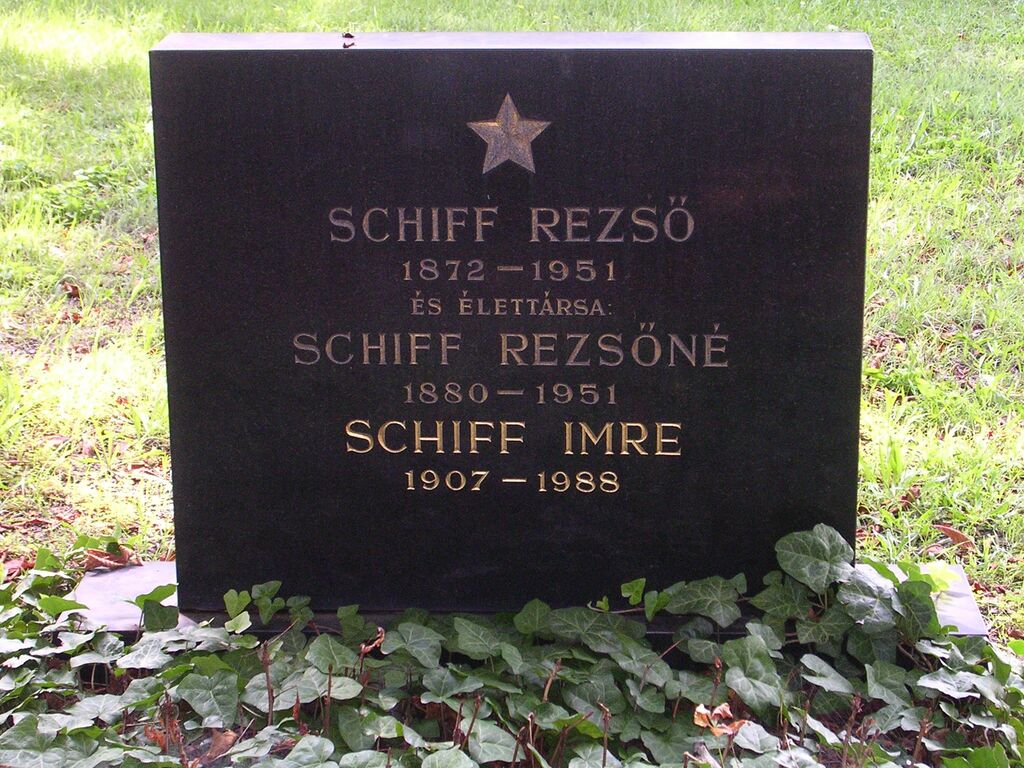 SCHIFF REZSŐ
1872 – 1951
ÉS ÉLETTÁRSA:
SCHIFF REZSŐNÉ
1880 – 1951
SCHIFF IMRE
1907 – 1988